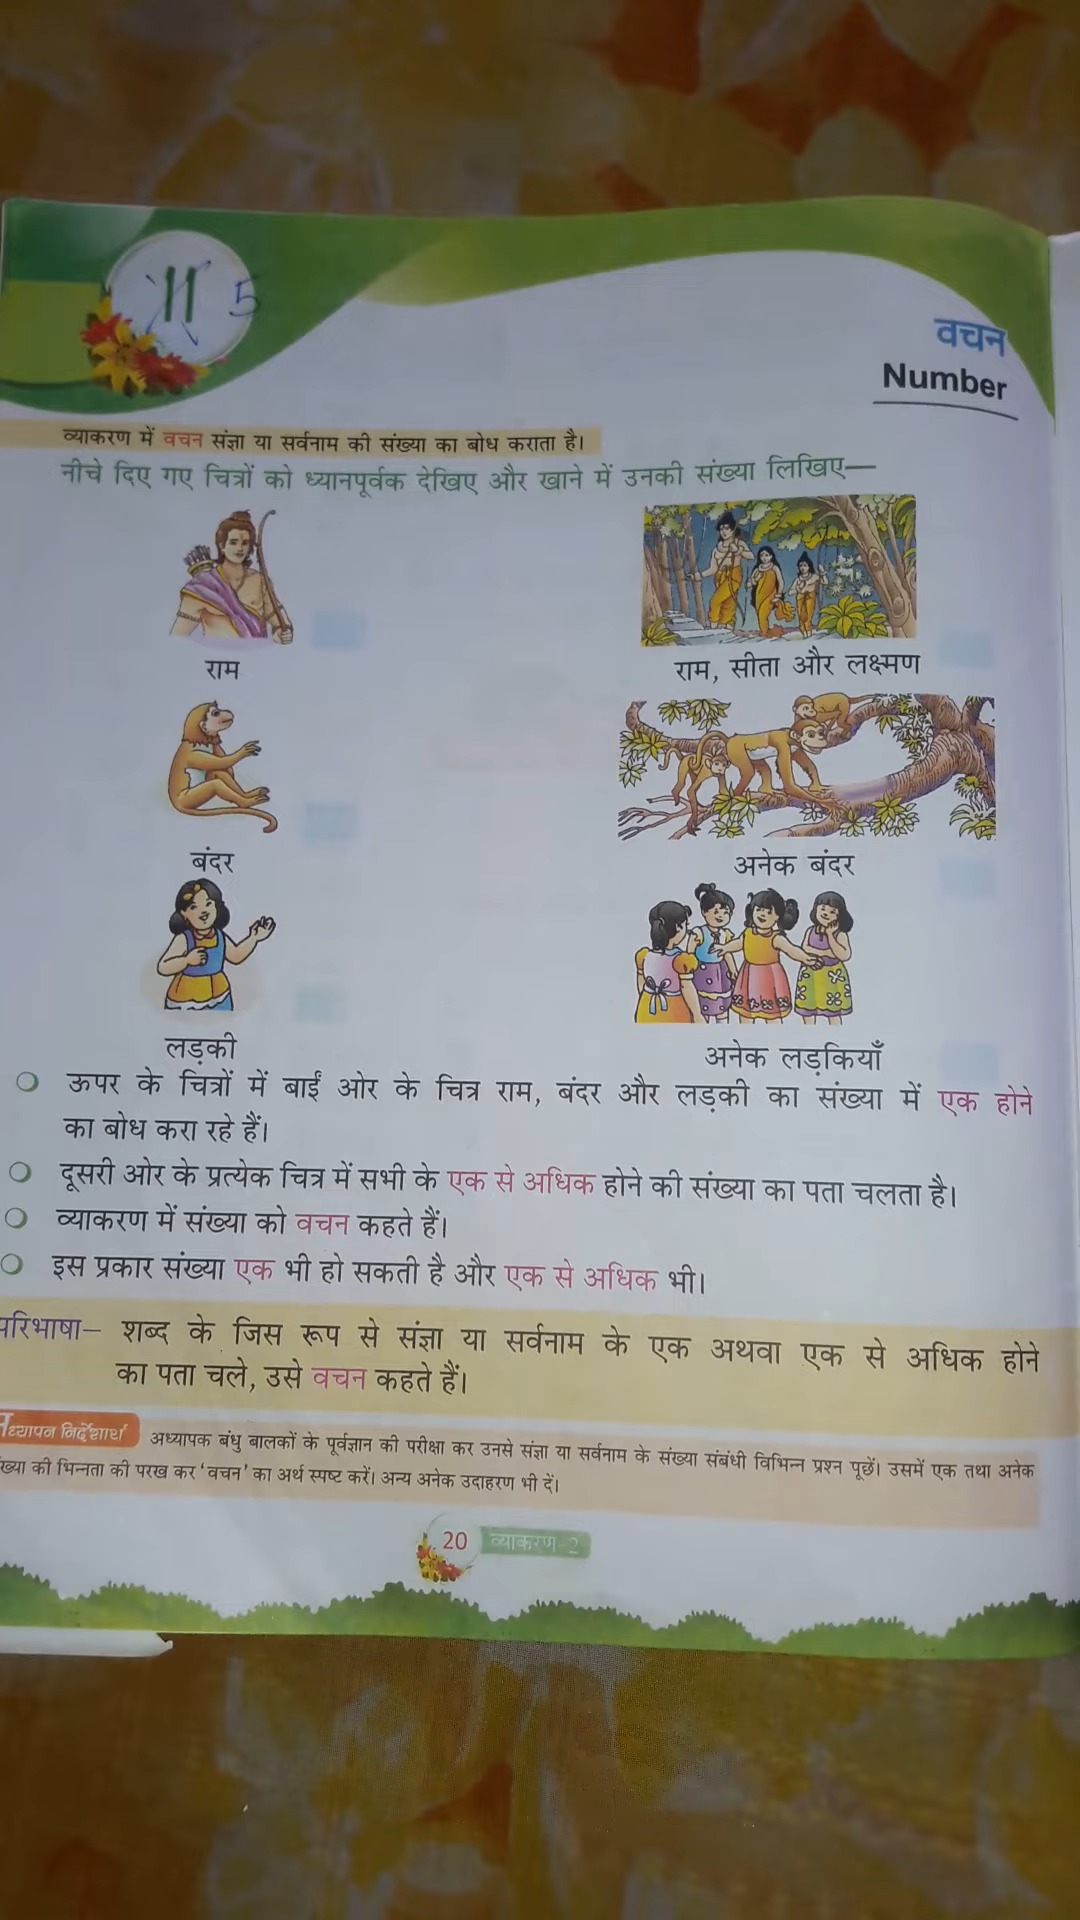 11 5
वचन
Number
व्याकरण में वचन संज्ञा या सर्वनाम की संख्या का बोध कराता है।
नीचे दिए गए चित्रों को ध्यानपूर्वक देखिए और खाने में उनकी संख्या लिखिए—
राम
राम, सीता और लक्ष्मण
बंदर
अनेक बंदर
लड़की
अनेक लड़कियाँ
ऊपर के चित्रों में बाईं ओर के चित्र राम, बंदर और लड़की का संख्या में एक होने
का बोध करा रहे हैं।
दूसरी ओर के प्रत्येक चित्र में सभी के एक से अधिक होने की संख्या का पता चलता है।
व्याकरण में संख्या को वचन कहते हैं।
इस प्रकार संख्या एक भी हो सकती है और एक से अधिक भी।
परिभाषा– शब्द के जिस रूप से संज्ञा या सर्वनाम के एक अथवा एक से अधिक होने
का पता चले, उसे वचन कहते हैं।
अध्यापन निर्देशार्थ अध्यापक बंधु बालकों के पूर्वज्ञान की परीक्षा कर उनसे संज्ञा या सर्वनाम के संख्या संबंधी विभिन्न प्रश्न पूछें। उसमें एक तथा अनेक
की भिन्नता की परख कर 'वचन' का अर्थ स्पष्ट करें। अन्य अनेक उदाहरण भी दें।
20 व्याकरण-2